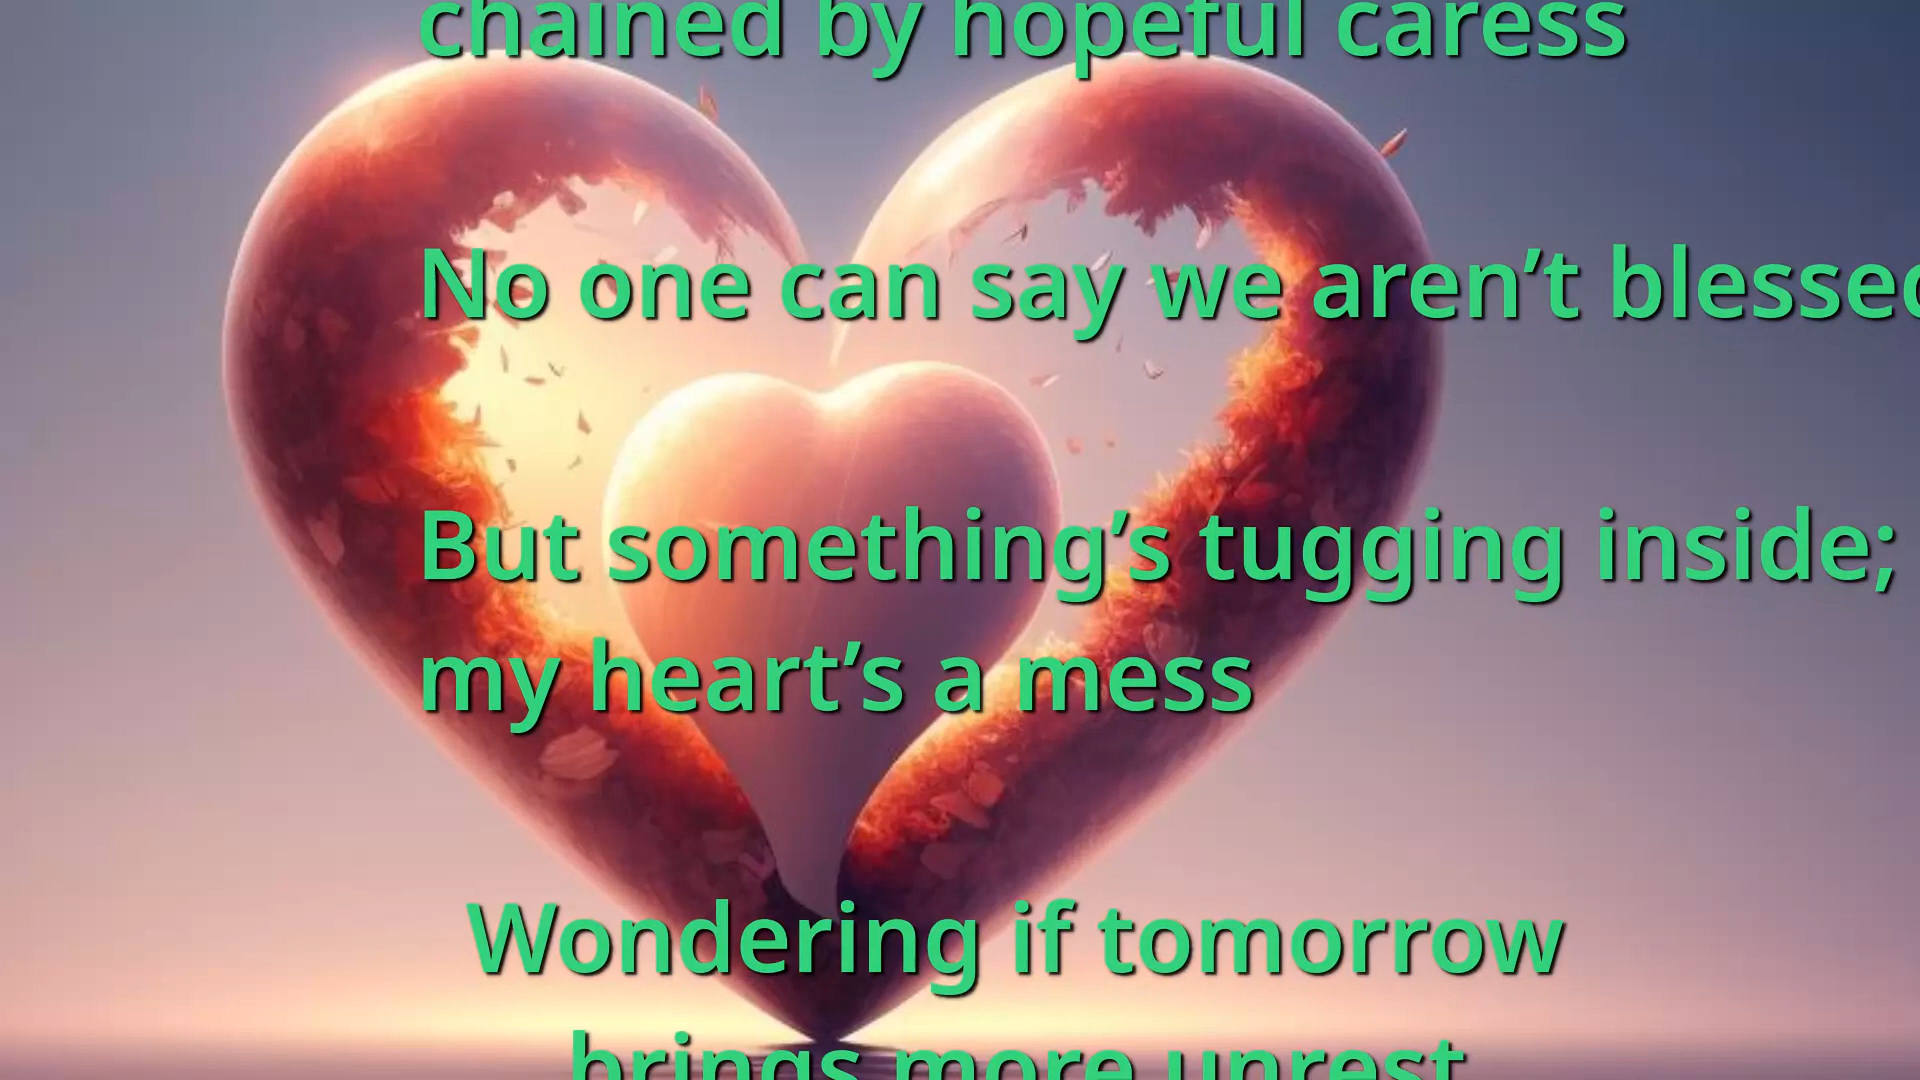 chained by hopeful caress
No one can say we aren’t blessed
But something’s tugging inside;
my heart’s a mess
Wondering if tomorrow
brings more unrest